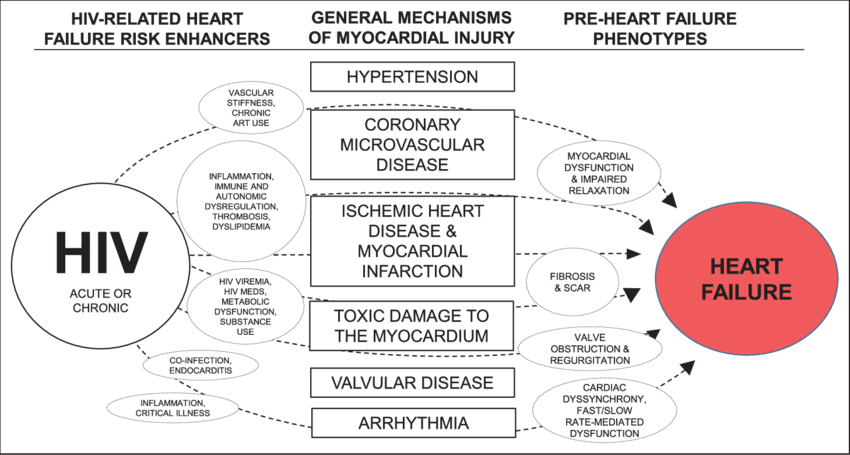 HIV-RELATED HEART
FAILURE RISK ENHANCERS
GENERAL MECHANISMS
OF MYOCARDIAL INJURY
PRE-HEART FAILURE
PHENOTYPES
HIV
ACUTE OR
CHRONIC
VASCULAR
STIFFNESS,
CHRONIC
ART USE
INFLAMMATION,
IMMUNE AND
AUTONOMIC
DYSREGULATION,
THROMBOSIS,
DYSLIPIDEMIA
HIV VIREMIA,
HIV MEDS,
METABOLIC
DYSFUNCTION,
SUBSTANCE
USE
CO-INFECTION,
ENDOCARDITIS
INFLAMMATION,
CRITICAL ILLNESS
HYPERTENSION
CORONARY
MICROVASCULAR
DISEASE
ISCHEMIC HEART
DISEASE &
MYOCARDIAL
INFARCTION
TOXIC DAMAGE TO
THE MYOCARDIUM
VALVULAR DISEASE
ARRHYTHMIA
MYOCARDIAL
DYSFUNCTION
& IMPAIRED
RELAXATION
FIBROSIS
& SCAR
VALVE
OBSTRUCTION &
REGURGITATION
CARDIAC
DYSSYNCHRONY,
FAST/SLOW
RATE-MEDIATED
DYSFUNCTION
HEART
FAILURE